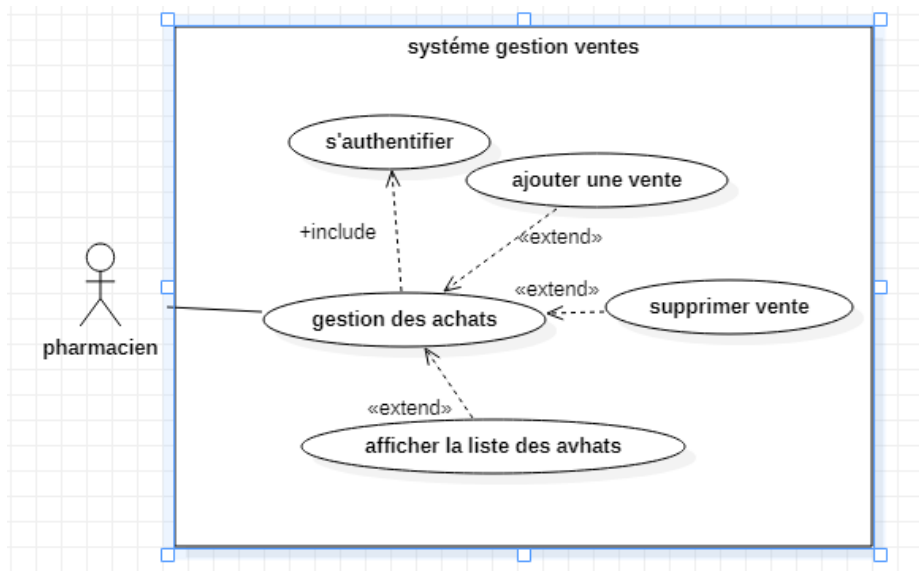 systéme gestion ventes
s'authentifier
ajouter une vente
+include
«extend»
«extend»
supprimer vente
gestion des achats
pharmacien
«extend»
afficher la liste des avhats